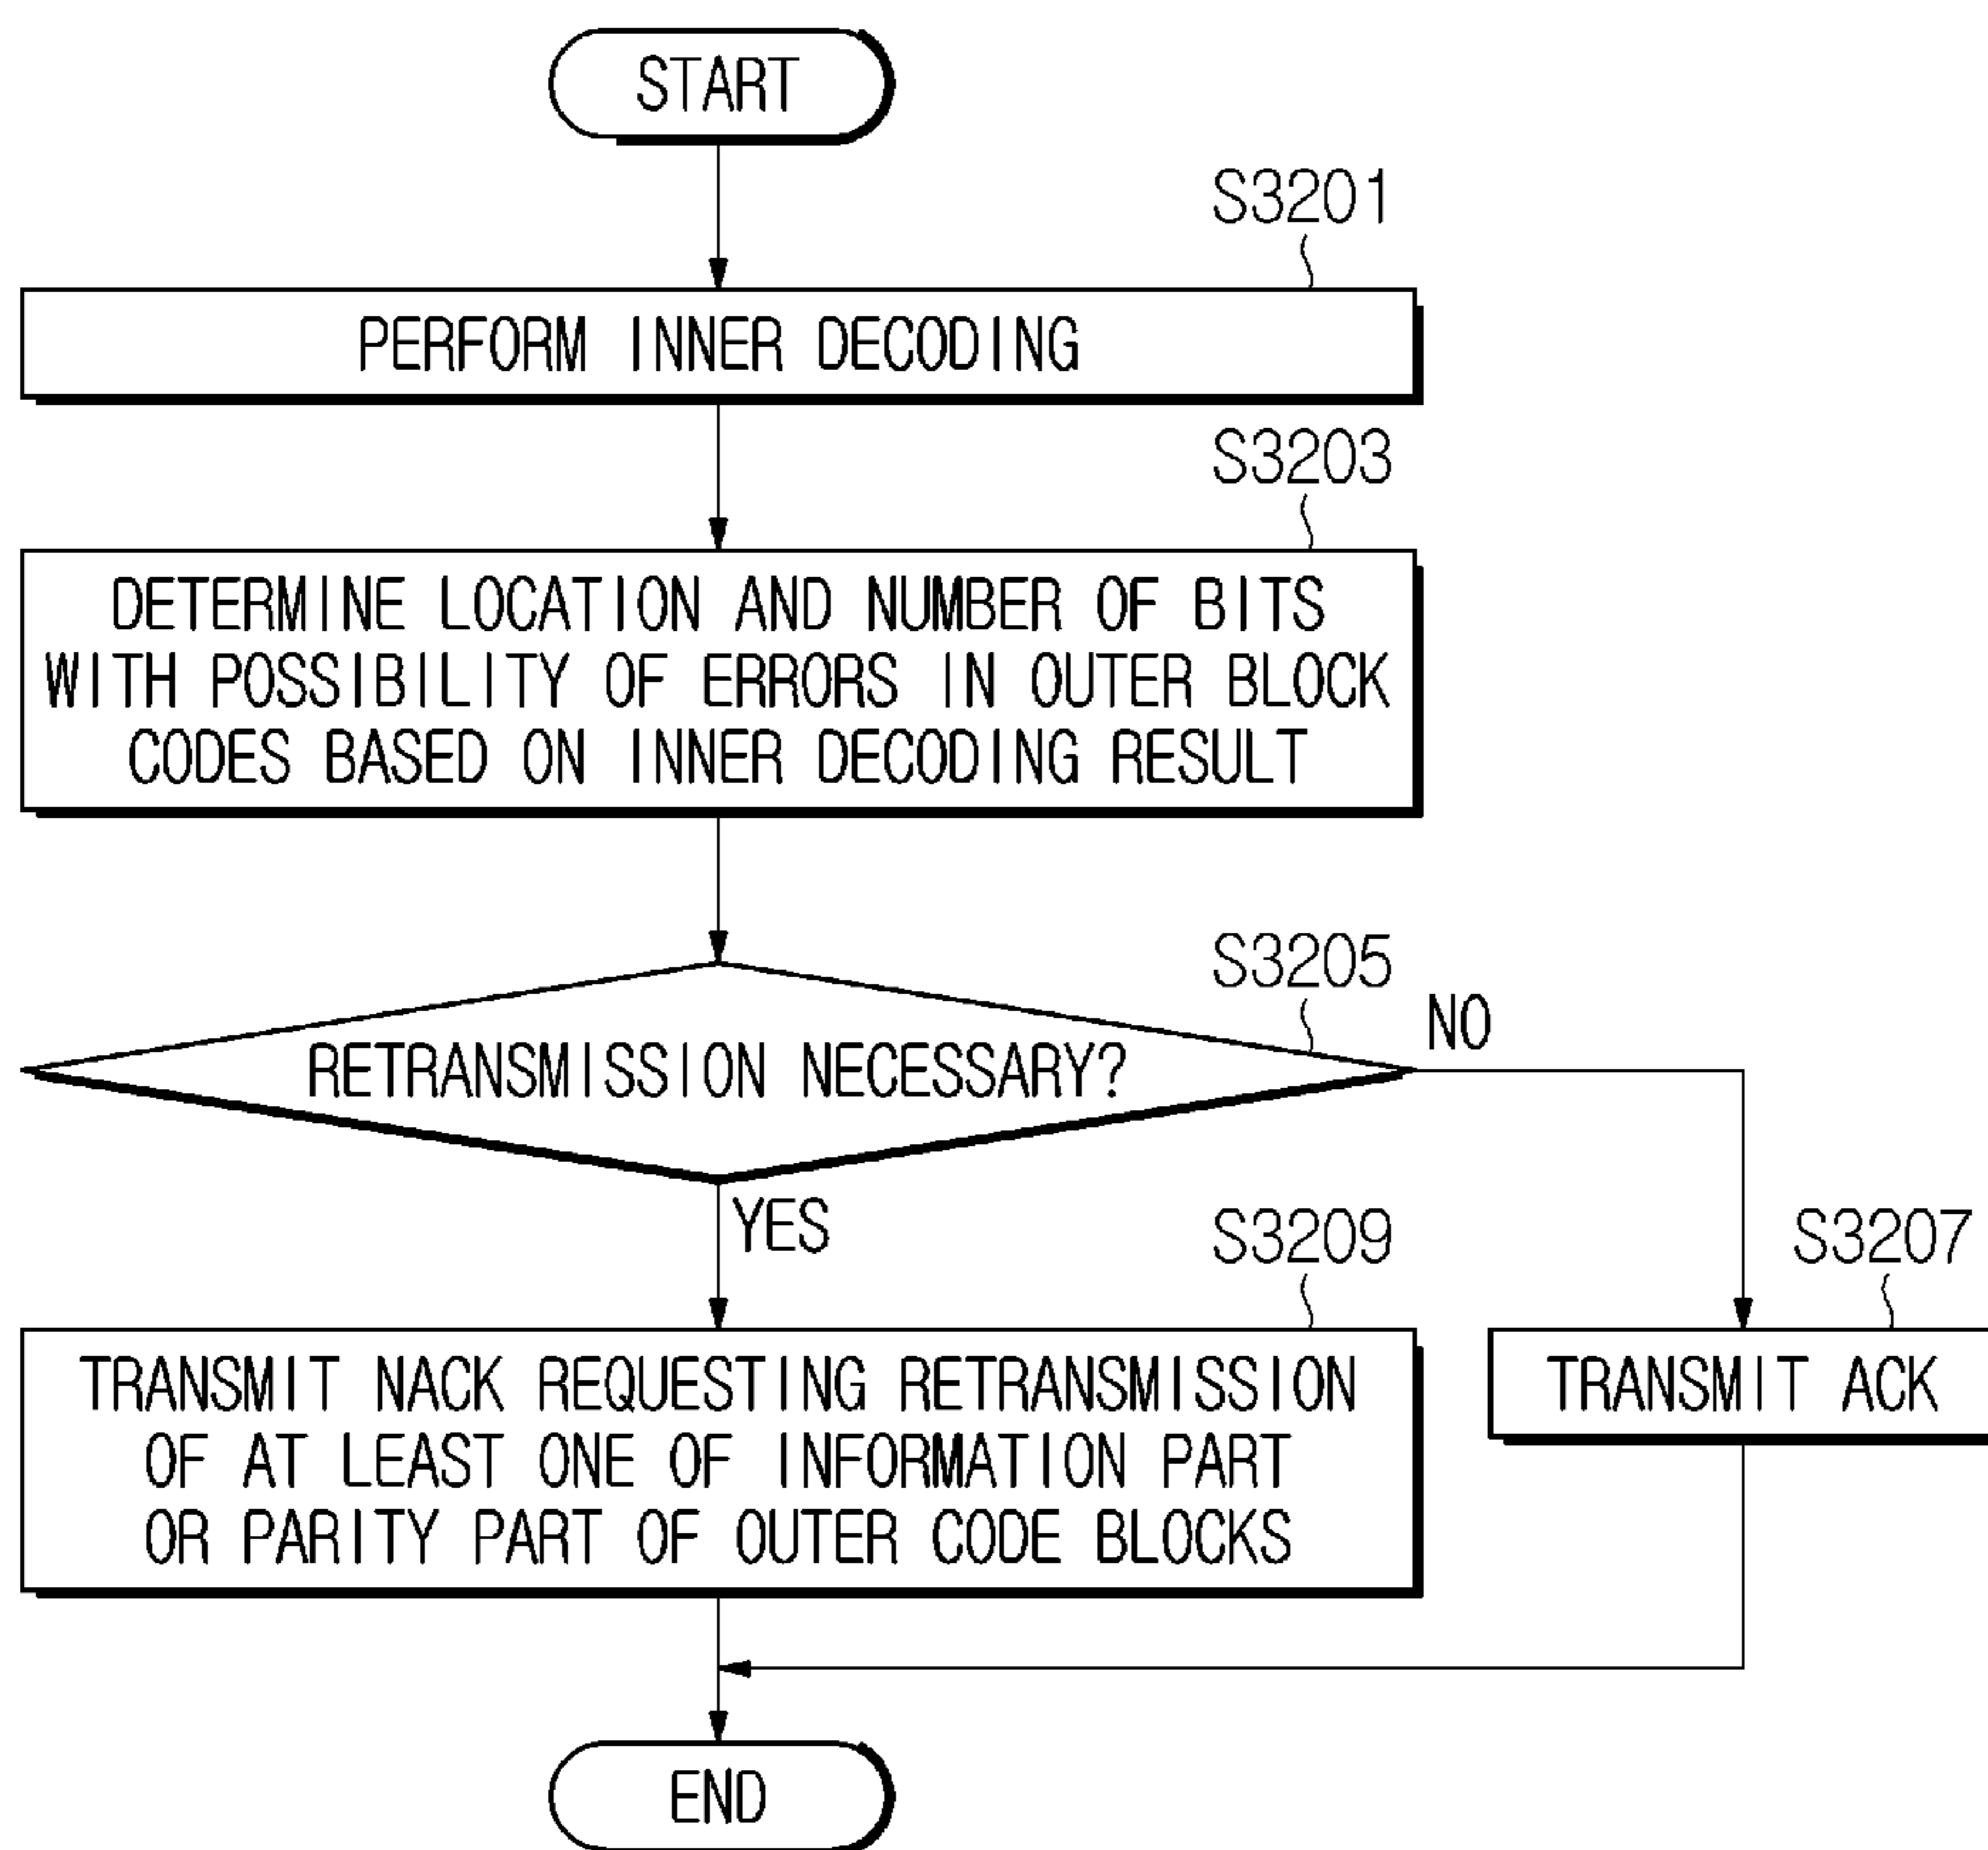 START
S3201
PERFORM INNER DECODING
S3203
DETERMINE LOCATION AND NUMBER OF BITS
WITH POSSIBILITY OF ERRORS IN OUTER BLOCK
CODES BASED ON INNER DECODING RESULT
S3205
NO
RETRANSMISSION NECESSARY?
YES
S3209
S3207
TRANSMIT NACK REQUESTING RETRANSMISSION
OF AT LEAST ONE OF INFORMATION PART
OR PARITY PART OF OUTER CODE BLOCKS
TRANSMIT ACK
END